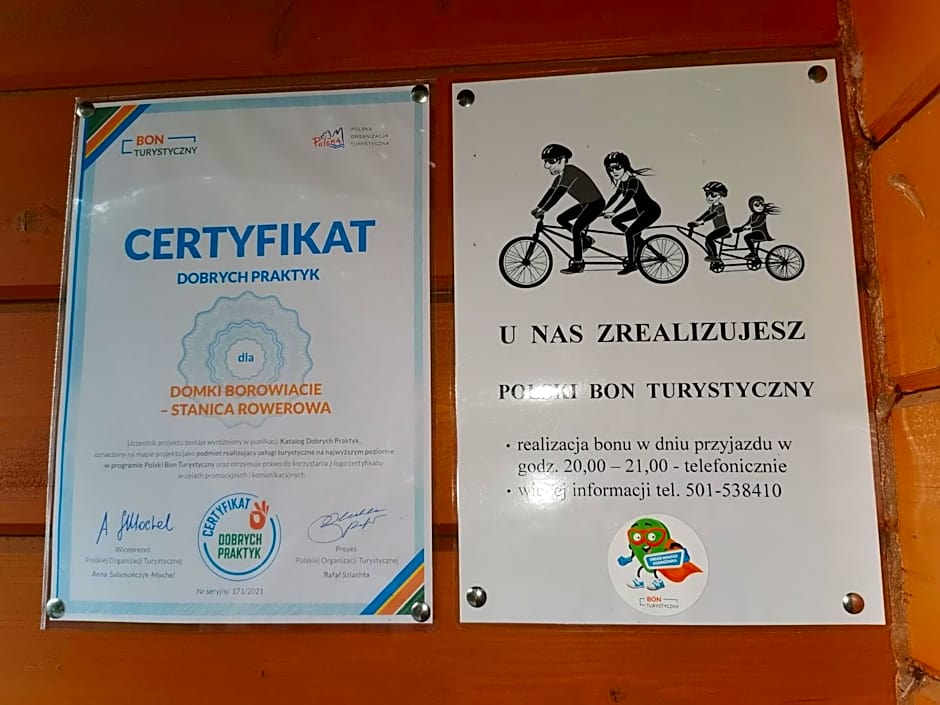 BON
TURYSTYCZNY
Polska
POLSKA
ORGANIZACJA
TURYSTYCZNA
CERTYFIKAT
DOBRYCH PRAKTYK
dla
DOMKI BOROWIACIE
– STANICA ROWEROWA
Uczestnik projektu zostaje wyróżniony w publikacji Katalog Dobrych Praktyk,
oznaczony na mapie projektu jako podmiot realizujący usługi turystyczne na najwyższym poziomie
w programie Polski Bon Turystyczny oraz otrzymuje prawo do korzystania z logo certyfikatu
w celach promocyjnych i komunikacyjnych.
CERTYFIKAT
DOBRYCH
PRAKTYK
Wiceprezes
Polskiej Organizacji Turystycznej
Anna Salamończyk-Mochel
Prezes
Polskiej Organizacji Turystycznej
Rafał Szlachta
Nr seryjny: 171/2021
U NAS ZREALIZUJESZ
POLSKI BON TURYSTYCZNY
• realizacja bonu w dniu przyjazdu w
godz. 20,00 – 21,00 - telefonicznie
• więcej informacji tel. 501-538410
BON
TURYSTYCZNY